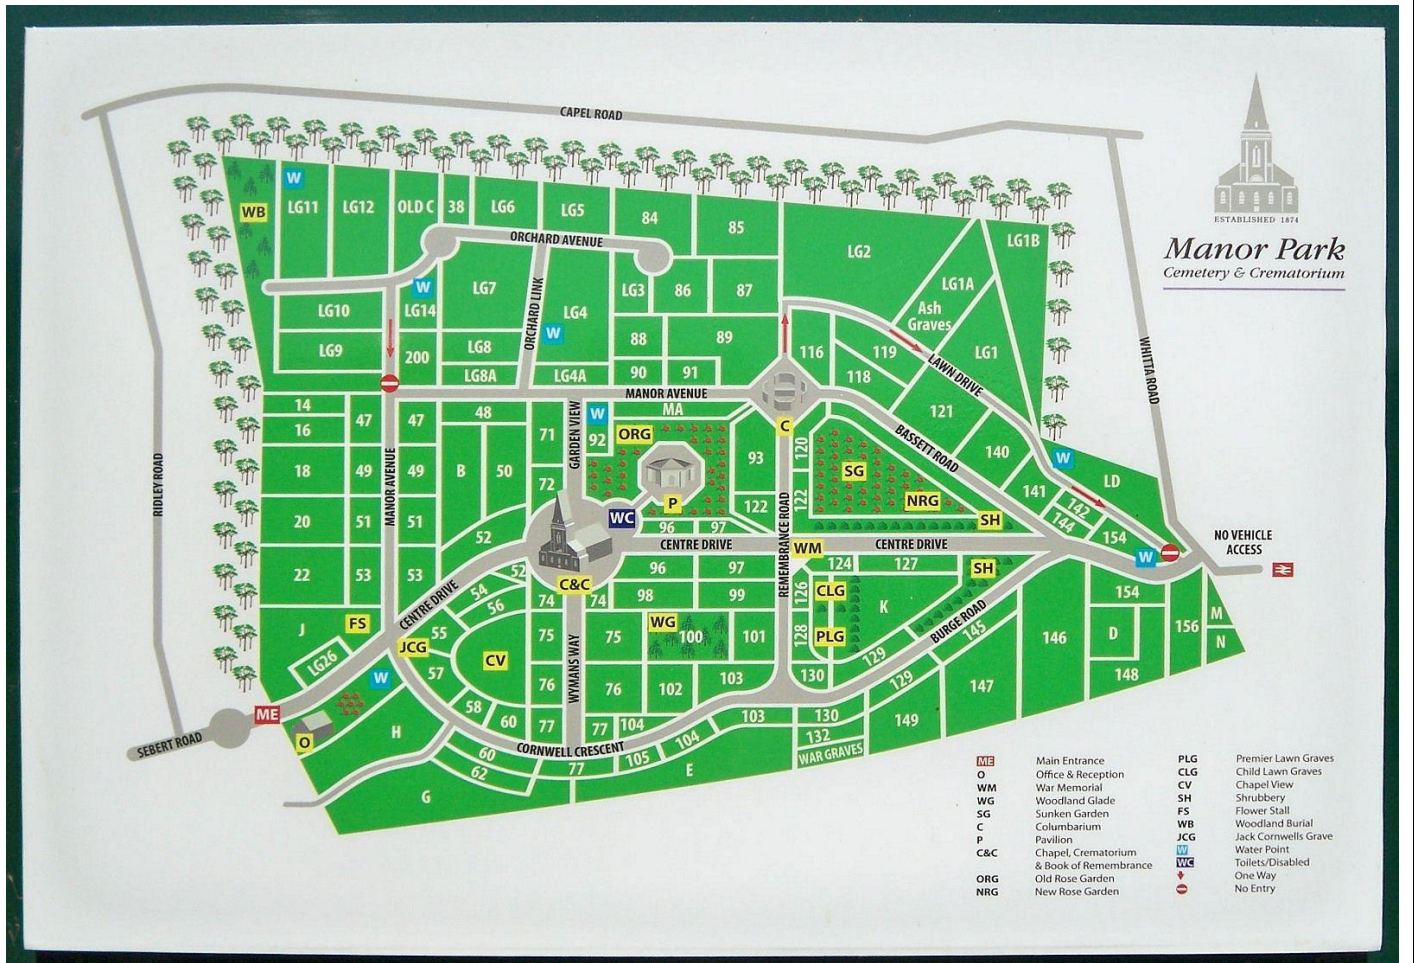 CAPEL ROAD
ESTABLISHED 1874
Manor Park
Cemetery & Crematorium
WB
W
LG11
LG12
OLD C
38
LG6
LG5
84
85
LG2
LG1B
ORCHARD AVENUE
LG1A
Ash
Graves
LG10
W
LG14
LG7
ORCHARD LINK
LG4
W
LG3
86
87
LG9
200
LG8
LG8A
LG4A
88
89
90
91
116
119
118
LAWN DRIVE
LG1
121
WHITTA ROAD
RIDLEY ROAD
MANOR AVENUE
14
16
47
47
48
71
GARDEN VIEW
W
92
MA
ORG
C
93
120
BASSETT ROAD
140
W
LD
18
49
MANOR AVENUE
49
B
50
72
P
SG
NRG
SH
122
122
REMEMBRANCE ROAD
141
142
144
154
20
51
51
52
WC
96
97
CENTRE DRIVE
WM
CENTRE DRIVE
W
NO VEHICLE
ACCESS
22
53
53
CENTRE DRIVE
54
52
56
C&C
74
74
96
97
98
99
124
127
SH
126
CLG
K
BURGE ROAD
154
J
FS
LG26
JCG
55
57
CV
75
WYMANS WAY
75
WG
100
101
128
PLG
129
145
146
D
156
M
N
W
58
60
76
76
102
103
130
129
147
148
ME
O
SEBERT ROAD
H
77
77
104
103
130
149
CORNWELL CRESCENT
60
62
77
105
104
132
WAR GRAVES
G
E
ME Main Entrance
O Office & Reception
WM War Memorial
WG Woodland Glade
SG Sunken Garden
C Columbarium
P Pavilion
C&C Chapel, Crematorium
& Book of Remembrance
ORG Old Rose Garden
NRG New Rose Garden
PLG Premier Lawn Graves
CLG Child Lawn Graves
CV Chapel View
SH Shrubbery
FS Flower Stall
WB Woodland Burial
JCG Jack Cornwells Grave
W Water Point
WC Toilets/Disabled
One Way
No Entry